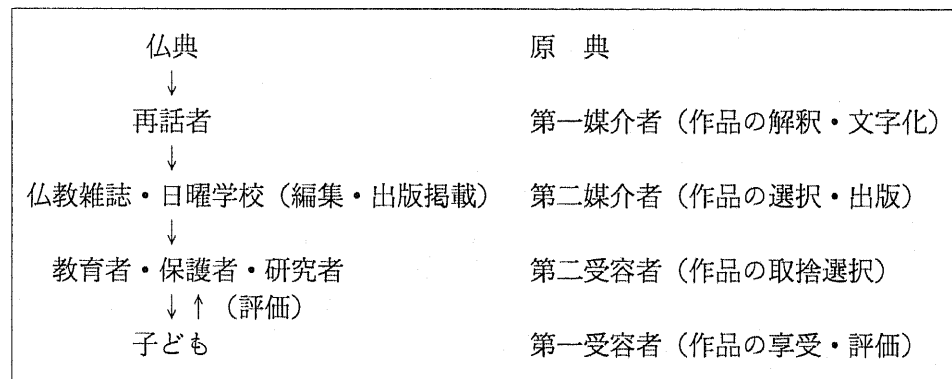 仏典 原 典
↓
再話者 第一媒介者（作品の解釈・文字化）
↓
仏教雑誌・日曜学校（編集・出版掲載） 第二媒介者（作品の選択・出版）
↓
教育者・保護者・研究者 第二受容者（作品の取捨選択）
↓ ↑ （評価）
子ども 第一受容者（作品の享受・評価）